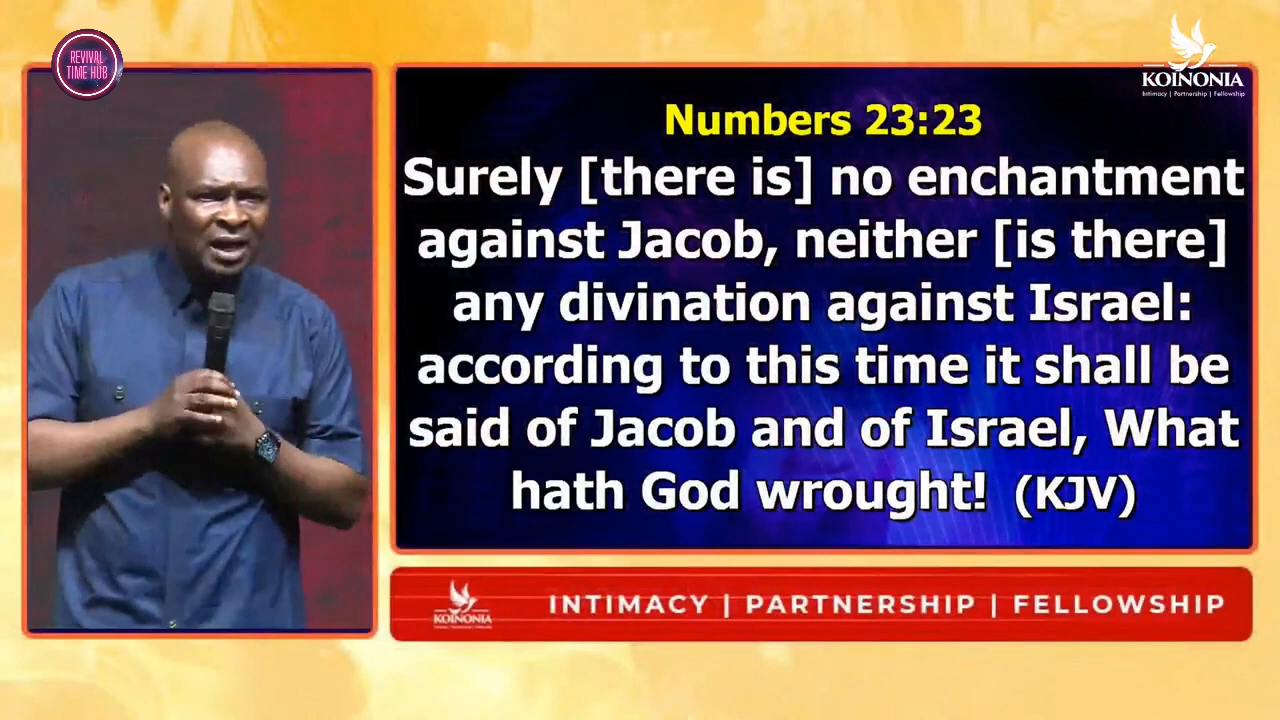 REVIVAL
TIME HUB
KOINONIA
Intimacy | Partnership | Fellowship
Numbers 23:23
Surely [there is] no enchantment
against Jacob, neither [is there]
any divination against Israel:
according to this time it shall be
said of Jacob and of Israel, What
hath God wrought! (KJV)
KOINONIA
INTIMACY | PARTNERSHIP | FELLOWSHIP